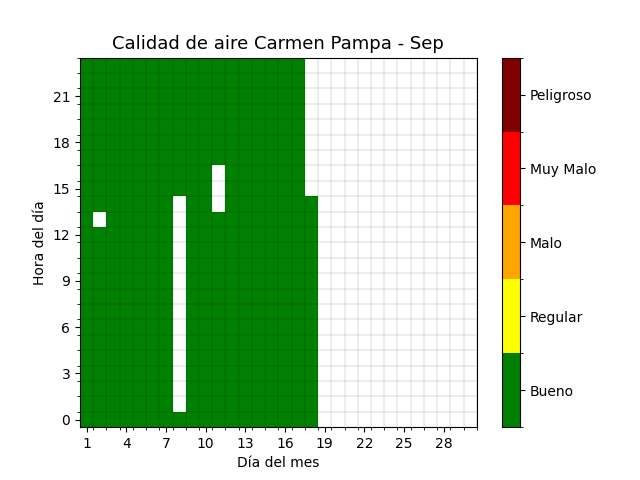 Calidad de aire Carmen Pampa - Sep
Hora del día
21
18
15
12
9
6
3
0
1 4 7 10 13 16 19 22 25 28
Día del mes
Peligroso
Muy Malo
Malo
Regular
Bueno